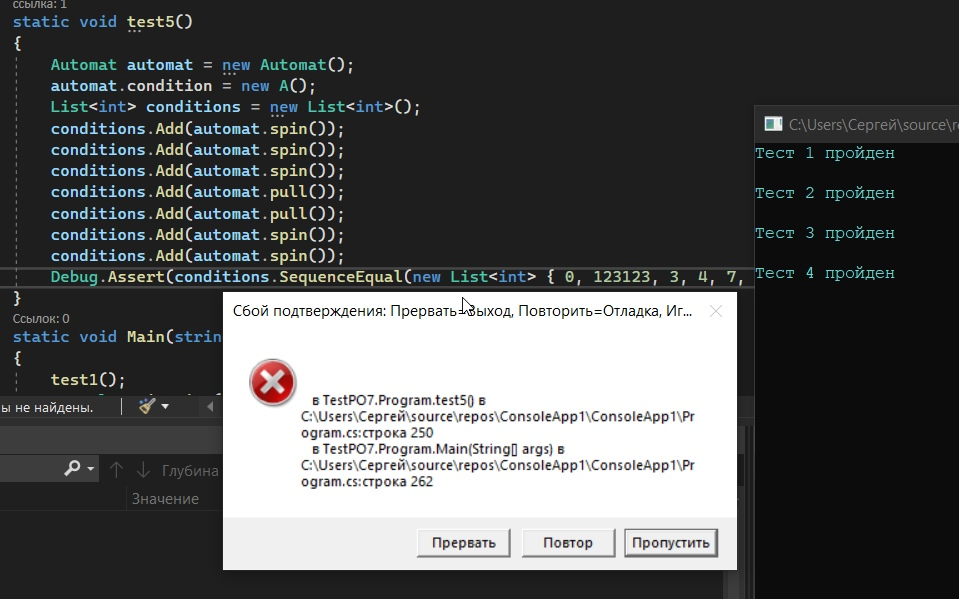 ссылка: 1
static void test5()
{
Automat automat = new Automat();
automat.condition = new A();
List<int> conditions = new List<int>();
conditions.Add(automat.spin());
conditions.Add(automat.spin());
conditions.Add(automat.spin());
conditions.Add(automat.pull());
conditions.Add(automat.pull());
conditions.Add(automat.spin());
conditions.Add(automat.spin());
Debug.Assert(conditions.SequenceEqual(new List<int> { 0, 123123, 3, 4, 7,
}
Ссылок: 0
static void Main(strin
{
test1();
ы не найдены.
Глубина
Значение
C:\Users\Сергей\source\re
Тест 1 пройден
Тест 2 пройден
Тест 3 пройден
Тест 4 пройден
Сбой подтверждения: Прервать=Выход, Повторить=Отладка, Иг...
в TestPO7.Program.test5() в
C:\Users\Сергей\source\repos\ConsoleApp1\ConsoleApp1\Pr
ogram.cs:строка 250
в TestPO7.Program.Main(String[] args) в
C:\Users\Сергей\source\repos\ConsoleApp1\ConsoleApp1\Pr
ogram.cs:строка 262
Прервать
Повтор
Пропустить